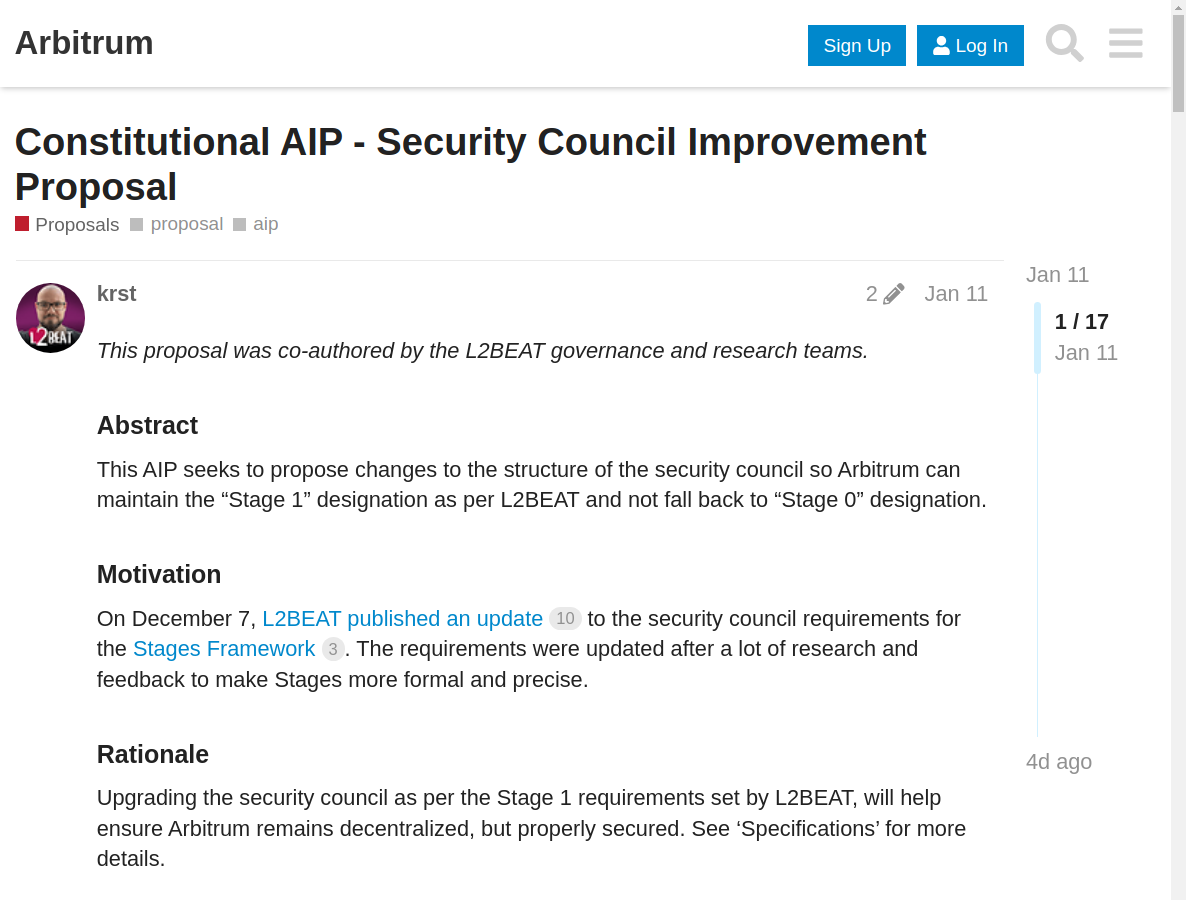 Arbitrum
Sign Up
Log In
Constitutional AIP - Security Council Improvement
Proposal
Proposals proposal aip
Jan 11
krst
2
Jan 11
1 / 17
Jan 11
L2BEAT
This proposal was co-authored by the L2BEAT governance and research teams.
Abstract
This AIP seeks to propose changes to the structure of the security council so Arbitrum can
maintain the “Stage 1” designation as per L2BEAT and not fall back to “Stage 0” designation.
Motivation
On December 7, L2BEAT published an update 10 to the security council requirements for
the Stages Framework 3. The requirements were updated after a lot of research and
feedback to make Stages more formal and precise.
Rationale
4d ago
Upgrading the security council as per the Stage 1 requirements set by L2BEAT, will help
ensure Arbitrum remains decentralized, but properly secured. See ‘Specifications’ for more
details.